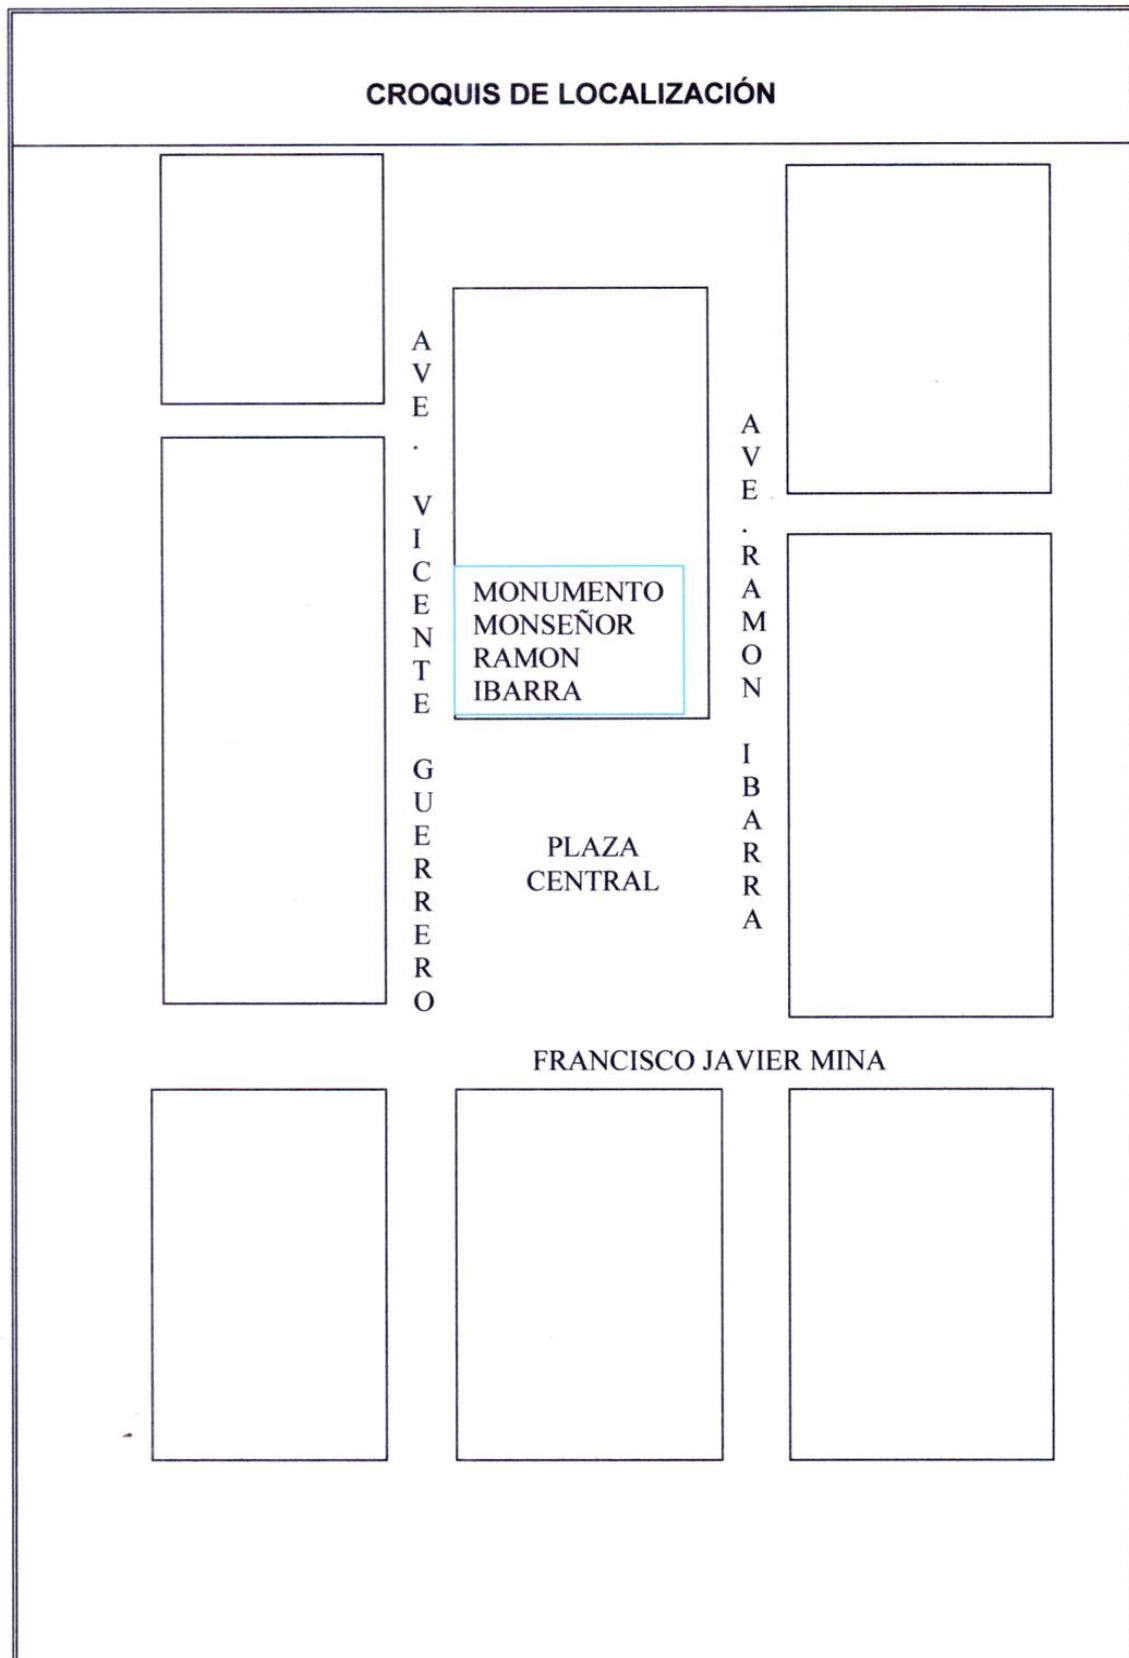 CROQUIS DE LOCALIZACIÓN
AVE. VICENTE GUERRERO
MONUMENTO
MONSEÑOR
RAMON
IBARRA
AVE.RAMON IBARRA
PLAZA
CENTRAL
FRANCISCO JAVIER MINA